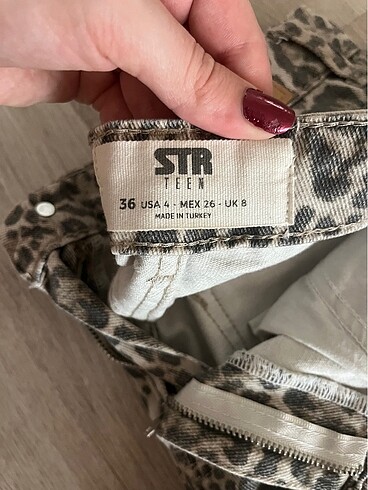 STR
TEEN
36 USA 4 - MEX 26 - UK 8
MADE IN TURKEY